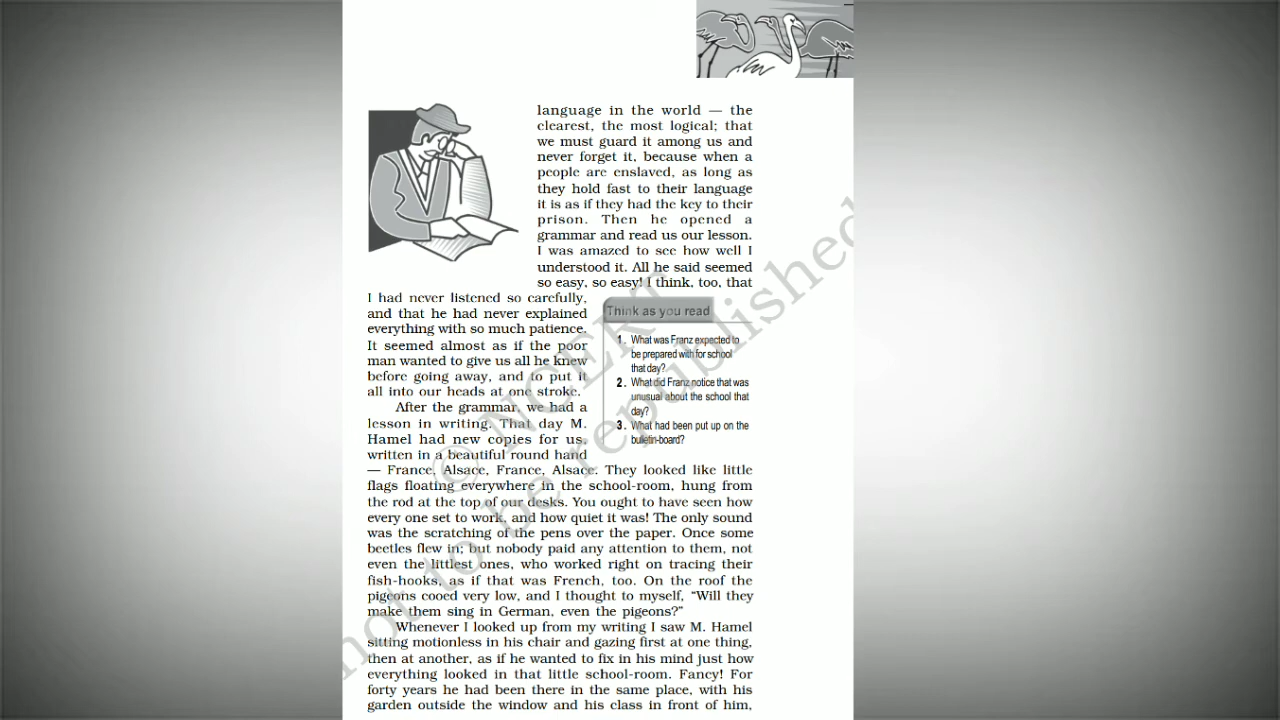 language in the world — the
clearest, the most logical; that
we must guard it among us and
never forget it, because when a
people are enslaved, as long as
they hold fast to their language
it is as if they had the key to their
prison. Then he opened a
grammar and read us our lesson.
I was amazed to see how well I
understood it. All he said seemed
so easy, so easy! I think, too, that
I had never listened so carefully,
and that he had never explained
everything with so much patience.
It seemed almost as if the poor
man wanted to give us all he knew
before going away, and to put it
all into our heads at one stroke.
After the grammar, we had a
lesson in writing. That day M.
Hamel had new copies for us,
written in a beautiful round hand
Think as you read
1. What was Franz expected to
be prepared with for school
that day?
2. What did Franz notice that was
unusual about the school that
day?
3. What had been put up on the
bulletin-board?
— France, Alsace, France, Alsace. They looked like little
flags floating everywhere in the school-room, hung from
the rod at the top of our desks. You ought to have seen how
every one set to work, and how quiet it was! The only sound
was the scratching of the pens over the paper. Once some
beetles flew in; but nobody paid any attention to them, not
even the littlest ones, who worked right on tracing their
fish-hooks, as if that was French, too. On the roof the
pigeons cooed very low, and I thought to myself, “Will they
make them sing in German, even the pigeons?”
Whenever I looked up from my writing I saw M. Hamel
sitting motionless in his chair and gazing first at one thing,
then at another, as if he wanted to fix in his mind just how
everything looked in that little school-room. Fancy! For
forty years he had been there in the same place, with his
garden outside the window and his class in front of him,
© NCERT
not to be republished